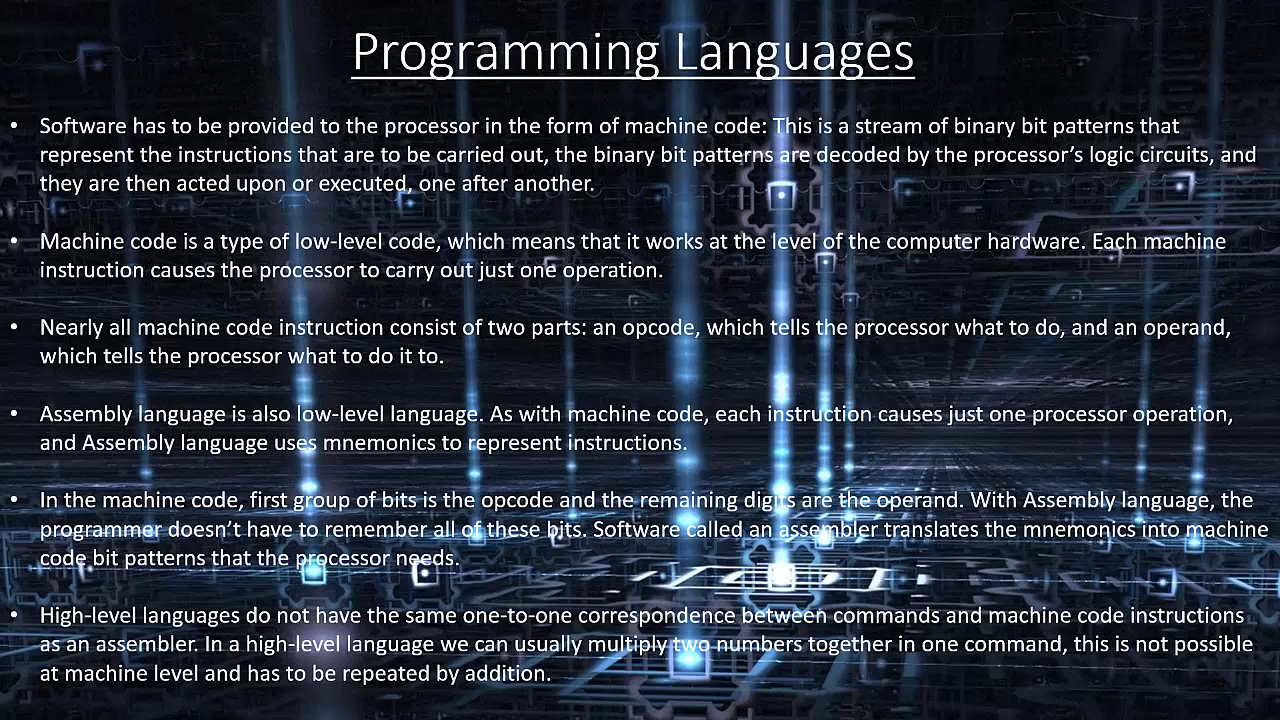 Programming Languages
• Software has to be provided to the processor in the form of machine code: This is a stream of binary bit patterns that
represent the instructions that are to be carried out, the binary bit patterns are decoded by the processor's logic circuits, and
they are then acted upon or executed, one after another.
• Machine code is a type of low-level code, which means that it works at the level of the computer hardware. Each machine
instruction causes the processor to carry out just one operation.
• Nearly all machine code instruction consist of two parts: an opcode, which tells the processor what to do, and an operand,
which tells the processor what to do it to.
• Assembly language is also low-level language. As with machine code, each instruction causes just one processor operation,
and Assembly language uses mnemonics to represent instructions.
• In the machine code, first group of bits is the opcode and the remaining digits are the operand. With Assembly language, the
programmer doesn't have to remember all of these bits. Software called an assembler translates the mnemonics into machine
code bit patterns that the processor needs.
• High-level languages do not have the same one-to-one correspondence between commands and machine code instructions
as an assembler. In a high-level language we can usually multiply two numbers together in one command, this is not possible
at machine level and has to be repeated by addition.